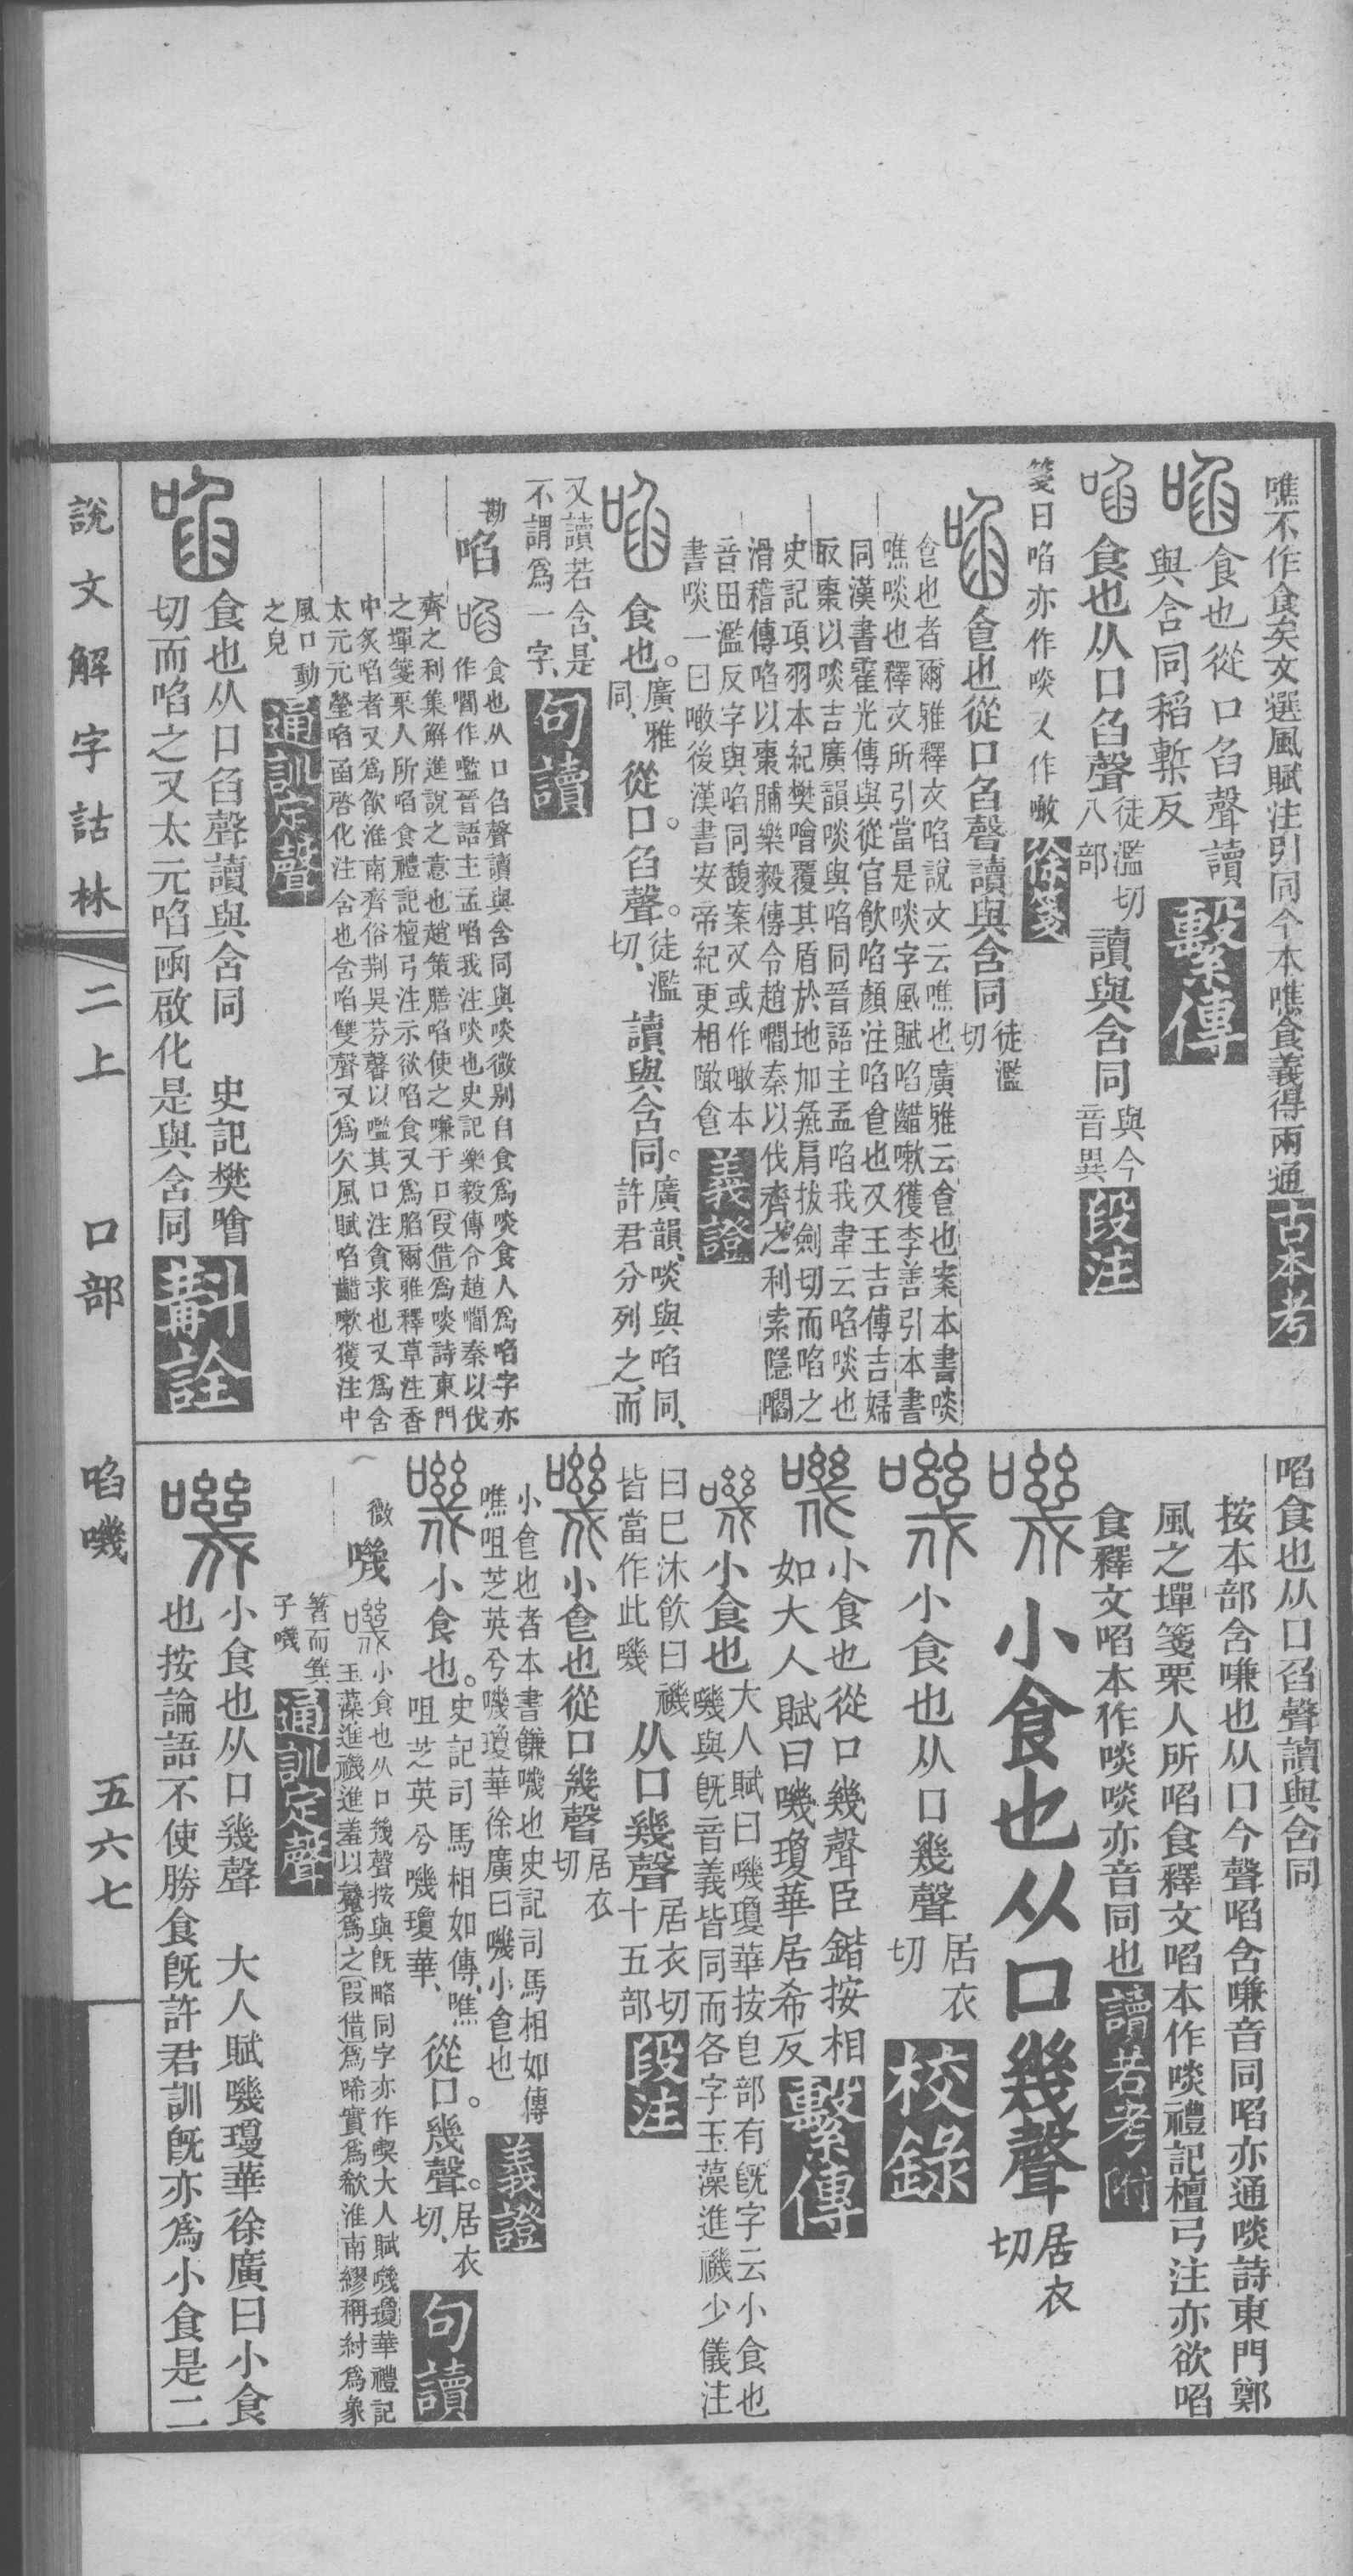 噍不作食矣文選風賦注引同今本噍食義得兩通古本考
食也從口臽聲讀
與含同稻槧反繫傳
食也从口臽聲徒濫切
八部讀與含同與今
音異段注
箋曰啗亦作啖又作噉徐箋
㑹也從口臽聲讀與含同徒濫
切
㑹也者爾雅釋文啗說文云噍也廣雅云㑹也案本書啖
噍啖也釋文所引當是啖字風賦啗齰嗽獲李善引本書
同漢書霍光傳與從官飲啗顏注啗㑹也又王吉傳吉婦
取棗以啖吉廣韻啖與啗同晉語主孟啗我韋云啗啖也
史記項羽本紀樊噲覆其盾於地加彘肩拔劍切而啗之
滑稽傳啗以棗脯樂毅傳令趙嚪秦以伐齊之利索隱嚪
音田濫反字與啗同馥案又或作噉本
書啖一曰噉後漢書安帝紀更相噉㑹義證
食也。廣雅
同、從口。臽聲。徒濫
切、讀與含同。廣韻、啖與啗同、
許君分列之、而
又讀若含、是
不謂爲一字、句讀
勘啗
食也从口臽聲讀與含同與啖微别自食爲啖食人爲啗字亦
作嚪作㘕晉語主孟啗我注啖也史記樂毅傳令趙嚪秦以伐
齊之利集解進說之意也趙策膳啗使之嗛于口〔叚借〕爲啖詩東門
之墠箋栗人所啗食禮記檀弓注示欲啗食又爲䐄爾雅釋草注香
中炙啗者又爲欿淮南齊俗荆吳芬馨以㘕其口注貪求也又爲含
太元元瑩啗函啓化注含也含啗雙聲又爲欠風賦啗齰嗽獲注中
風口動
之皃通訓定聲
食也从口臽聲讀與含同　史記樊噲
切而啗之又太元啗函啟化是與含同斠詮
啗食也从口臽聲讀與含同
按本部含嗛也从口今聲啗含嗛音同啗亦通啖詩東門鄭
風之墠箋栗人所啗食釋文啗本作啖禮記檀弓注亦欲啗
食釋文啗本作啖啖亦音同也讀若考附
小食也从口幾聲居衣
切
小食也从口幾聲居衣
切校錄
小食也從口幾聲臣鍇按相
如大人賦曰嘰瓊華居希反繫傳
小食也大人賦曰嘰瓊華按皀部有旣字云小食也
嘰與旣音義皆同而各字玉藻進禨少儀注
曰已沐飲曰禨
皆當作此嘰从口幾聲居衣切
十五部段注
小㑹也從口幾聲居衣
切
小㑹也者本書㡘嘰也史記司馬相如傳
噍咀芝英兮嘰瓊華徐廣曰嘰小㑹也義證
小食也。史記司馬相如傳、噍
咀芝英兮嘰瓊華、從口。幾聲。居衣
切、句讀
微嘰
小食也从口幾聲按與旣略同字亦作㗨大人賦嘰瓊華禮記
玉藻進禨進羞以嘰爲之〔叚借〕爲唏實爲欷淮南繆稱紂爲象
箸而箕
子嘰通訓定聲
小食也从口幾聲　大人賦嘰瓊華徐廣曰小食
也按論語不使勝食旣許君訓旣亦爲小食是二
說文解字詁林　二上　口部　啗嘰　五六七